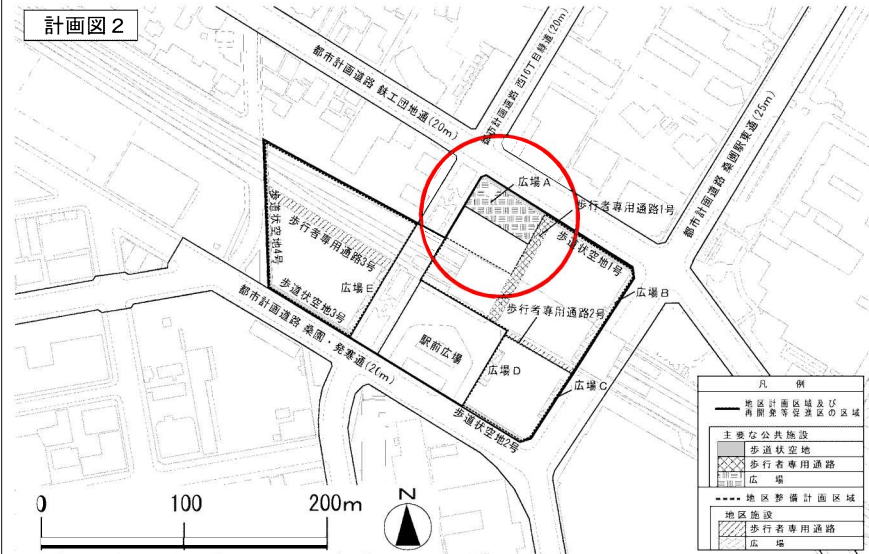 計画図2
都市計画道路 鉄工団地通(20m)
都市計画道路 西16丁目緑通(20m)
都市計画道路 桑園駅東通(25m)
広場A
歩行者専用通路1号
歩道状空地1号
歩道状空地4号
歩行者専用通路3号
広場E
広場B
歩道状空地3号
歩行者専用通路2号
都市計画道路 桑園・発寒通(20m)
駅前広場
広場D
広場C
歩道状空地2号
0 100 200m
N
凡 例
地区計画区域及び
再開発等促進区の区域
主要な公共施設
歩道状空地
歩行者専用通路
広 場
地区整備計画区域
地区施設
歩行者専用通路
広 場